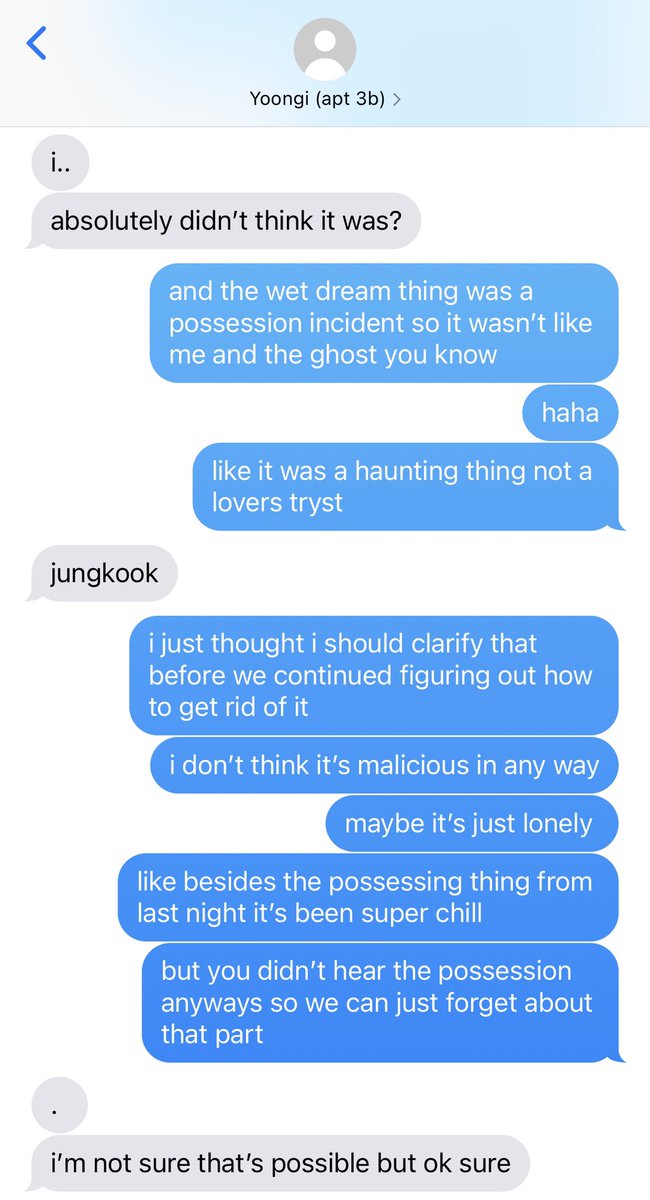 Yoongi (apt 3b)
i..
absolutely didn’t think it was?
and the wet dream thing was a
possession incident so it wasn’t like
me and the ghost you know
haha
like it was a haunting thing not a
lovers tryst
jungkook
i just thought i should clarify that
before we continued figuring out how
to get rid of it
i don’t think it’s malicious in any way
maybe it’s just lonely
like besides the possessing thing from
last night it’s been super chill
but you didn’t hear the possession
anyways so we can just forget about
that part
.
i’m not sure that’s possible but ok sure